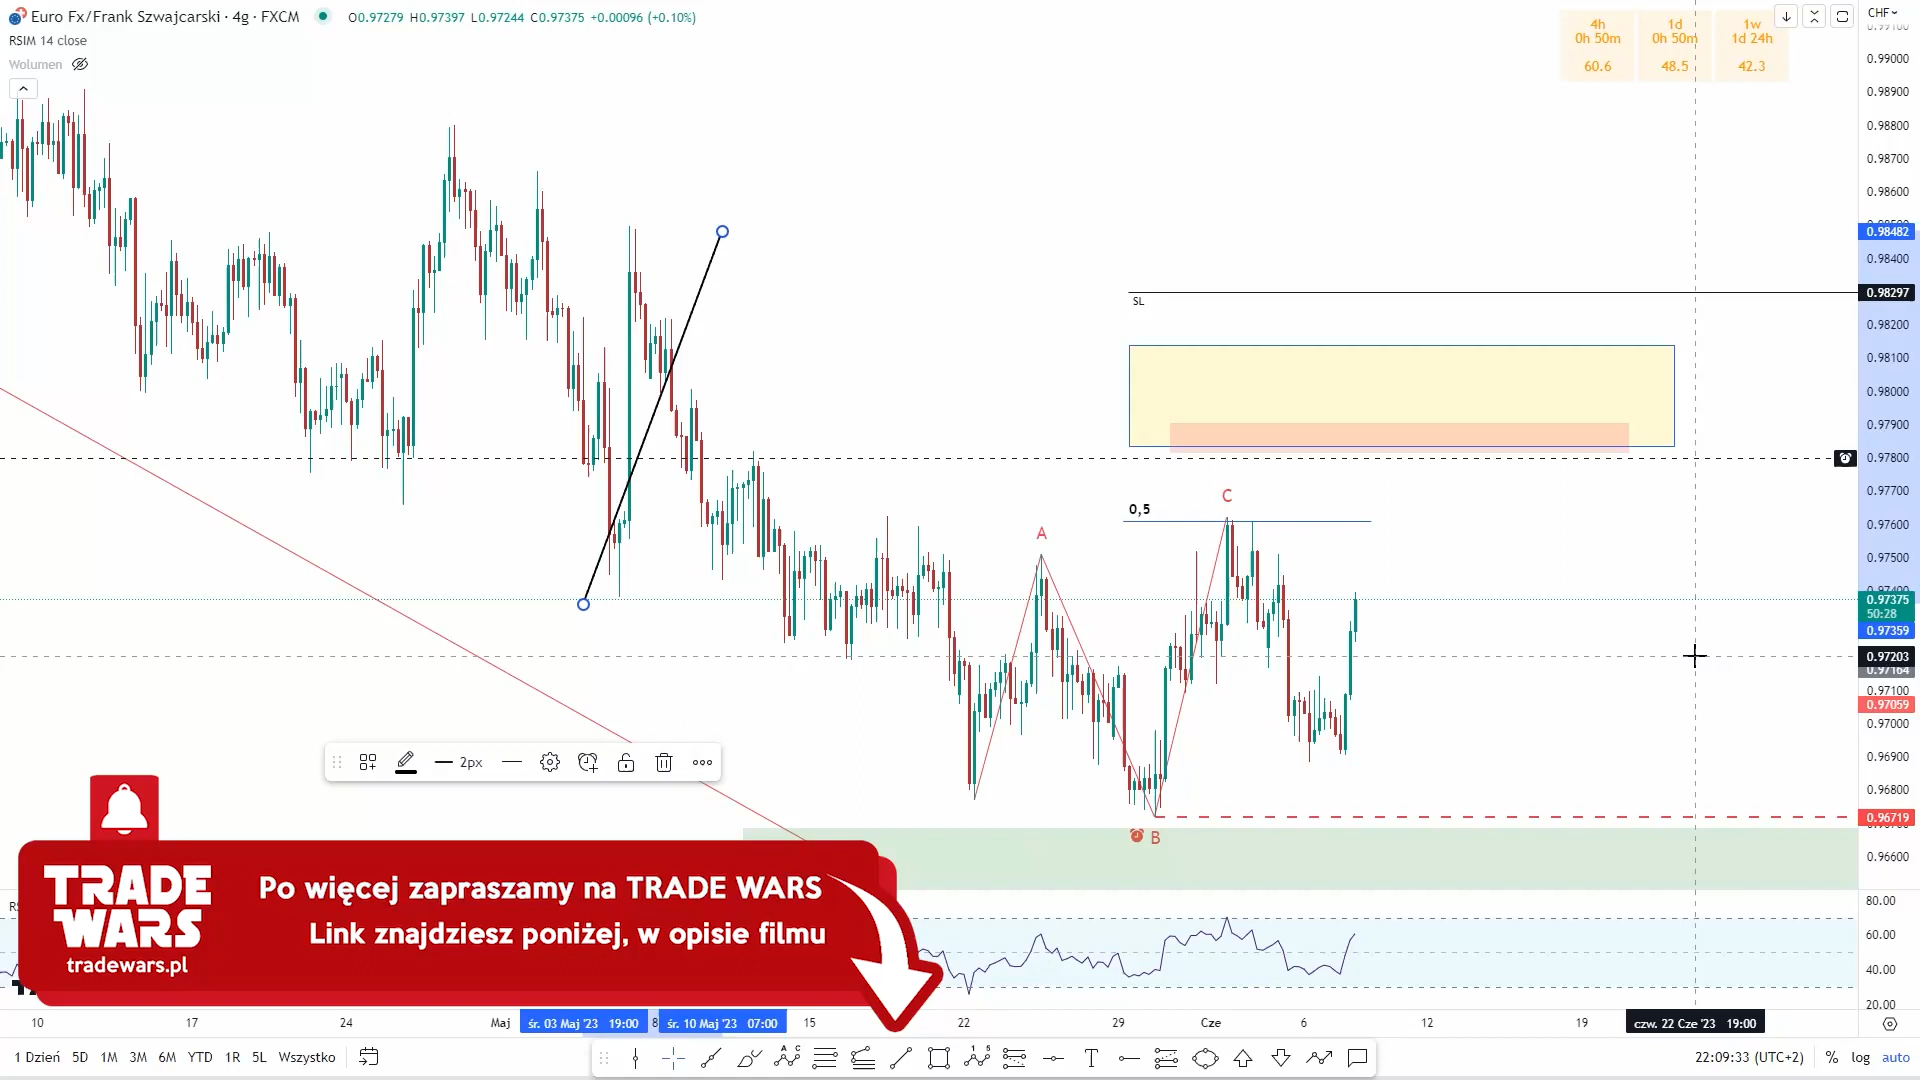 Euro Fx/Frank Szwajcarski · 4g · FXCM O0.97279 H0.97397 L0.97244 C0.97375 +0.00096 (+0.10%)
RSIM 14 close
Wolumen
4h 1d 1w
0h 50m 0h 50m 1d 24h
60.6 48.5 42.3
CHF
0.99000
0.98900
0.98800
0.98700
0.98600
0.98482
0.98400
0.98297
0.98200
0.98100
0.98000
0.97900
0.97800
0.97700
0.97600
0.97500
0.97375
50:28
0.97359
0.97203
0.97164
0.97100
0.97059
0.97000
0.96900
0.96800
0.96719
0.96600
SL
0,5
C
A
B
2px
TRADE
WARS
tradewars.pl
Po więcej zapraszamy na TRADE WARS
Link znajdziesz poniżej, w opisie filmu
80.00
60.00
40.00
20.00
10 17 24 Maj śr. 03 Maj '23 19:00 8 śr. 10 Maj '23 07:00 15 22 29 Cze 6 12 19 czw. 22 Cze '23 19:00
1 Dzień 5D 1M 3M 6M YTD 1R 5L Wszystko
22:09:33 (UTC+2) % log auto